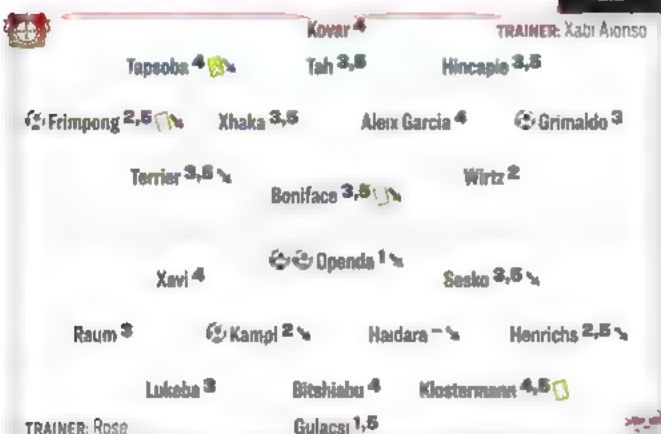 Kovar 4 TRAINER: Xabi Alonso
Tapsoba 4 Tah 3,5 Hincapie 3,5
Frimpong 2,5 Xhaka 3,5 Aleix Garcia 4 Grimaldo 3
Terrier 3,5 Wirtz 2
Boniface 3,5
Openda 1
Xavi 4 Sesko 3,5
Raum 3 Kampl 2 Haidara – Henrichs 2,5
Lukeba 3 Bitshiabu 4 Klostermann 4,5
TRAINER: Rose Gulacsi 1,5